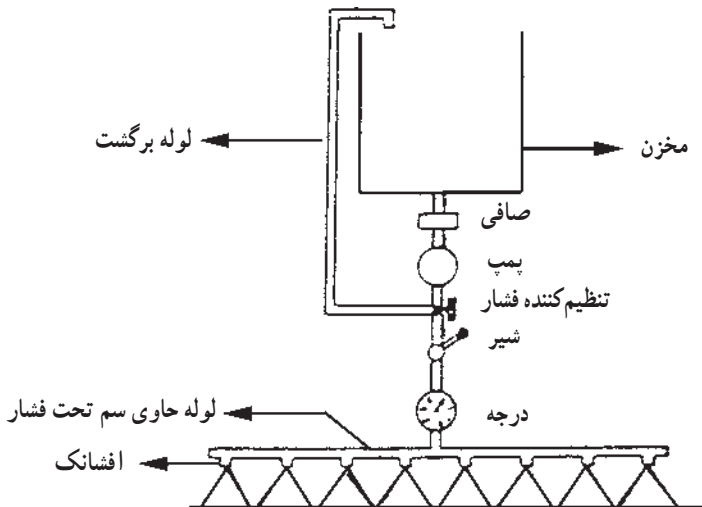 لوله برگشت
مخزن
صافی
پمپ
تنظیم‌کننده فشار
شیر
درجه
لوله حاوی سم تحت فشار
افشانک